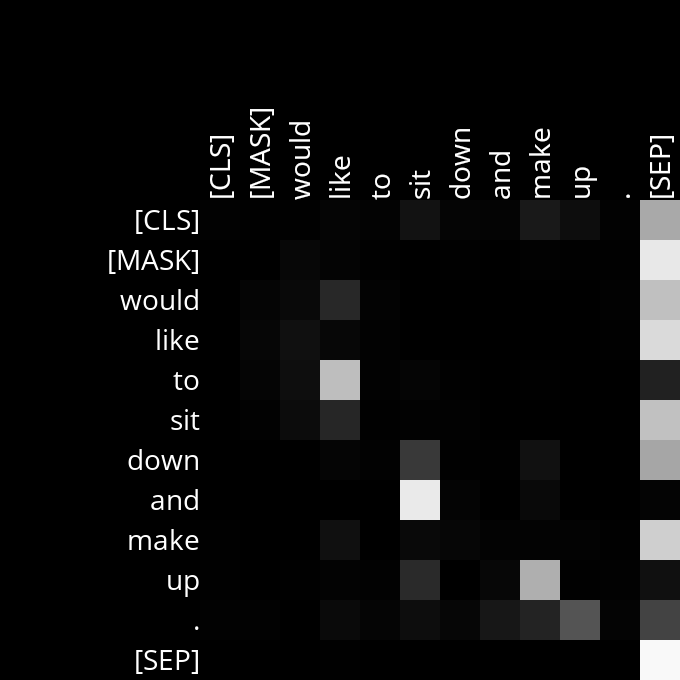 [CLS] [MASK] would like to sit down and make up . [SEP]
[CLS]
[MASK]
would
like
to
sit
down
and
make
up
.
[SEP]